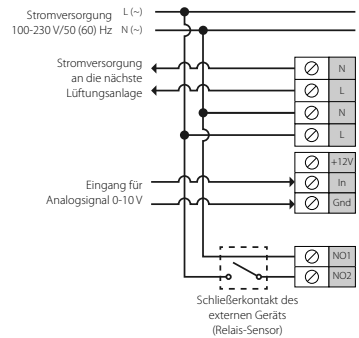 Stromversorgung
100-230 V/50 (60) Hz
L (~)
N (~)
Stromversorgung
an die nächste
Lüftungsanlage
N
L
N
L
+12V
In
Gnd
Eingang für
Analogsignal 0-10 V
NO1
NO2
Schließerkontakt des
externen Geräts
(Relais-Sensor)